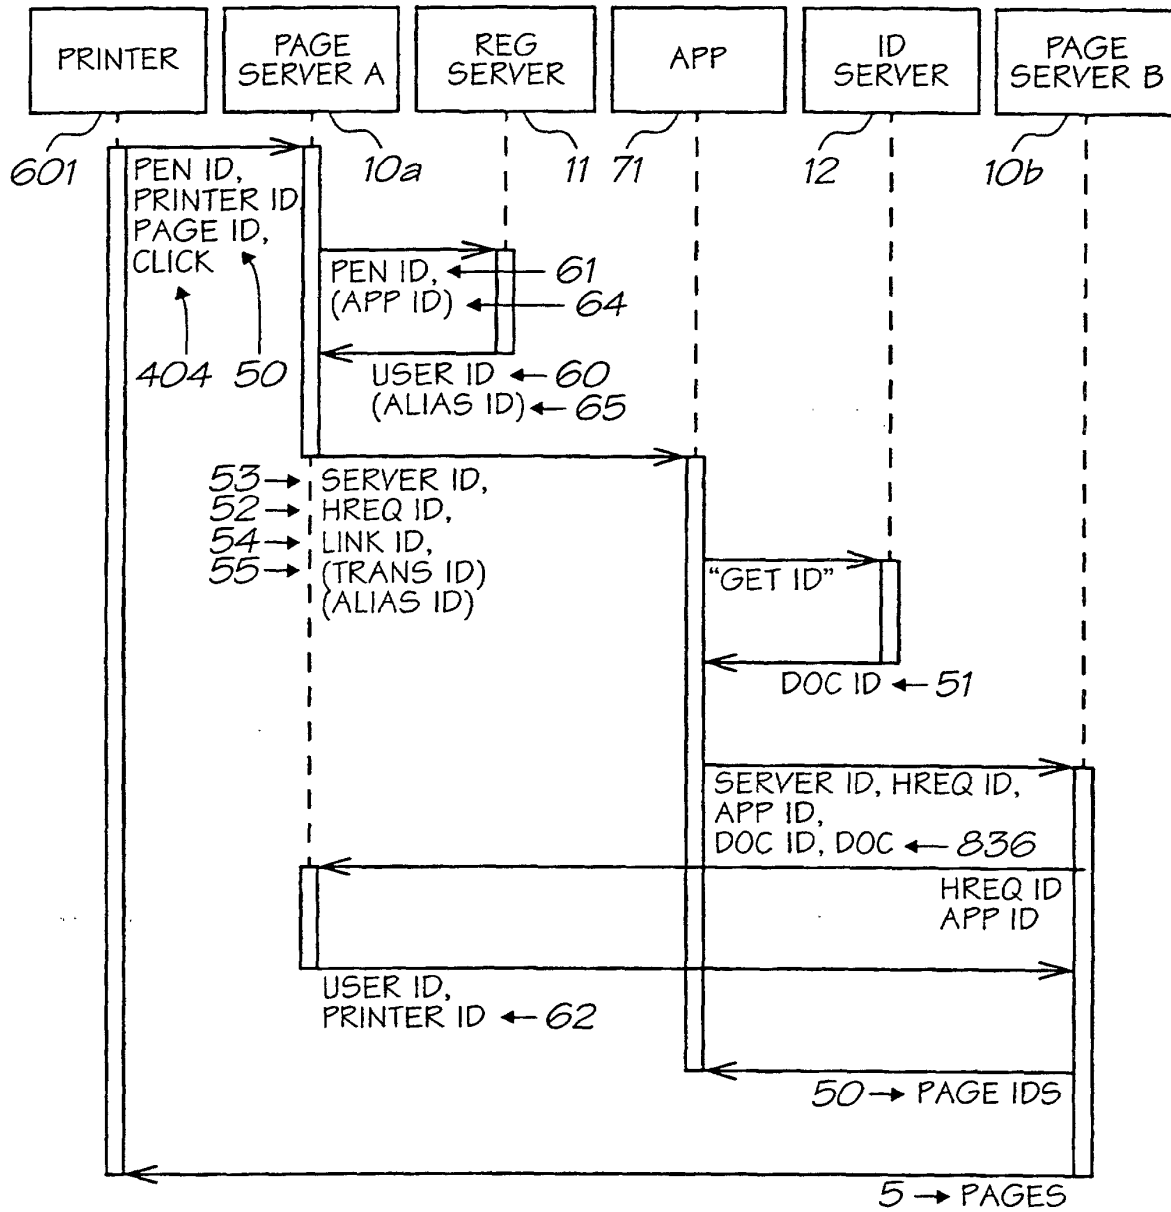 PRINTER
PAGE
SERVER A
REG
SERVER
APP
ID
SERVER
PAGE
SERVER B
601
10a
11
71
12
10b
PEN ID,
PRINTER ID
PAGE ID,
CLICK
404
50
PEN ID,
61
(APP ID)
64
USER ID
60
(ALIAS ID)
65
53
SERVER ID,
52
HREQ ID,
54
LINK ID,
55
(TRANS ID)
(ALIAS ID)
“GET ID”
DOC ID
51
SERVER ID, HREQ ID,
APP ID,
DOC ID, DOC
836
HREQ ID
APP ID
USER ID,
PRINTER ID
62
50
PAGE IDS
5
PAGES